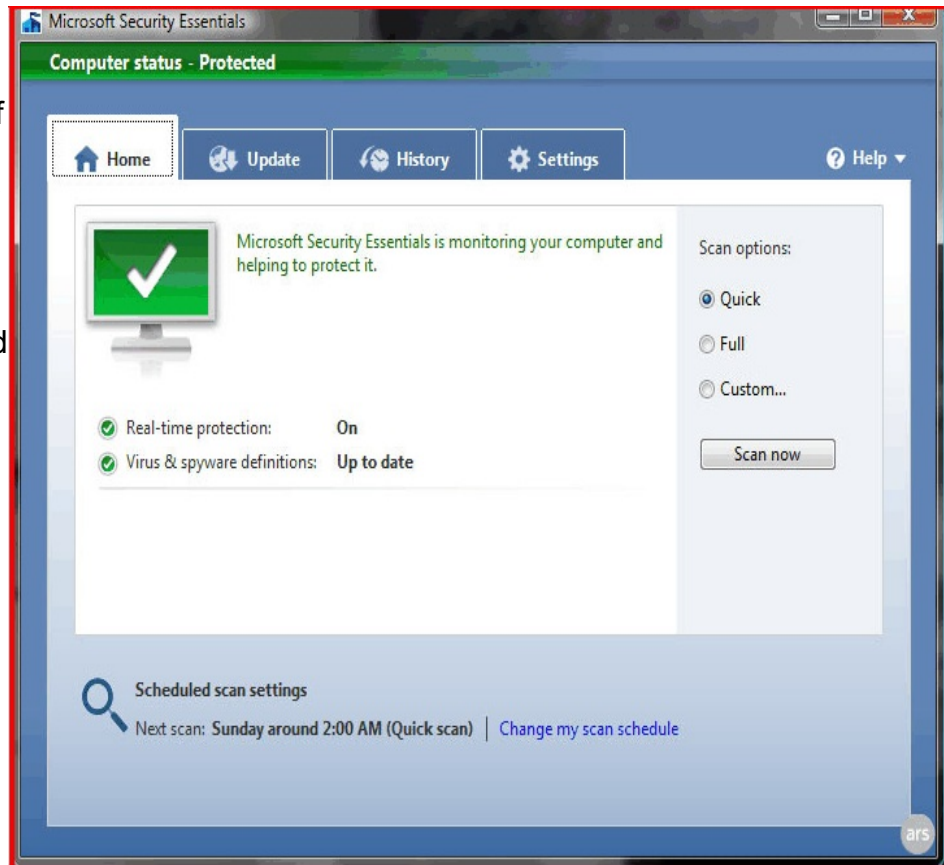 Microsoft Security Essentials
Computer status - Protected
f
Home Update History Settings Help
Microsoft Security Essentials is monitoring your computer and
helping to protect it.
Scan options:
Quick
d
Full
Custom...
Real-time protection: On
Virus & spyware definitions: Up to date
Scan now
Scheduled scan settings
Next scan: Sunday around 2:00 AM (Quick scan) | Change my scan schedule
ars